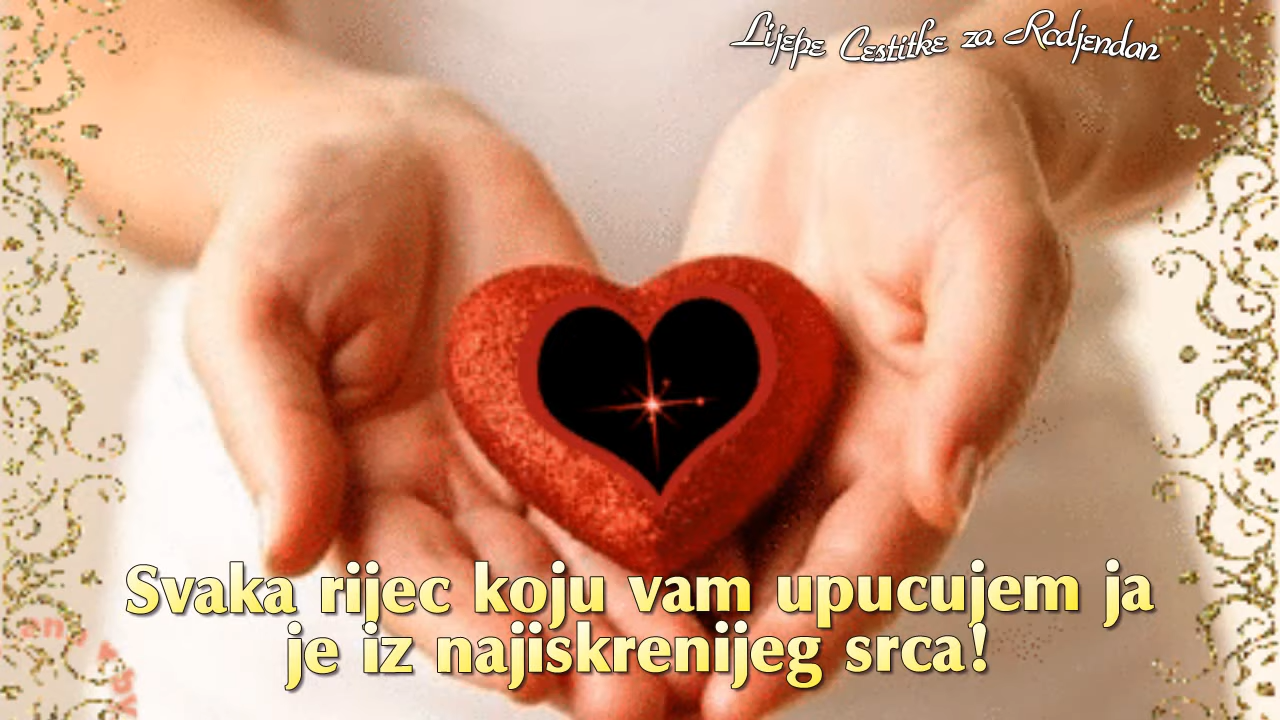 Lijepe Cestitke za Rodjendan
Svaka rijec koju vam upucujem ja
je iz najiskrenijeg srca!